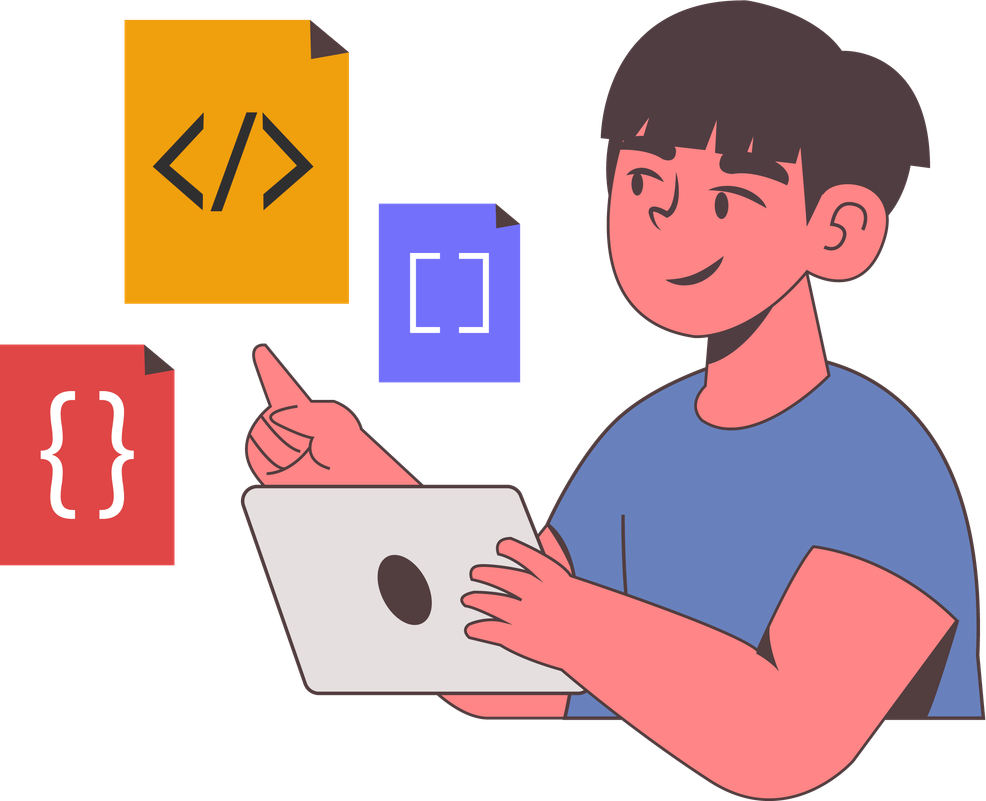 </>
[ ]
{ }